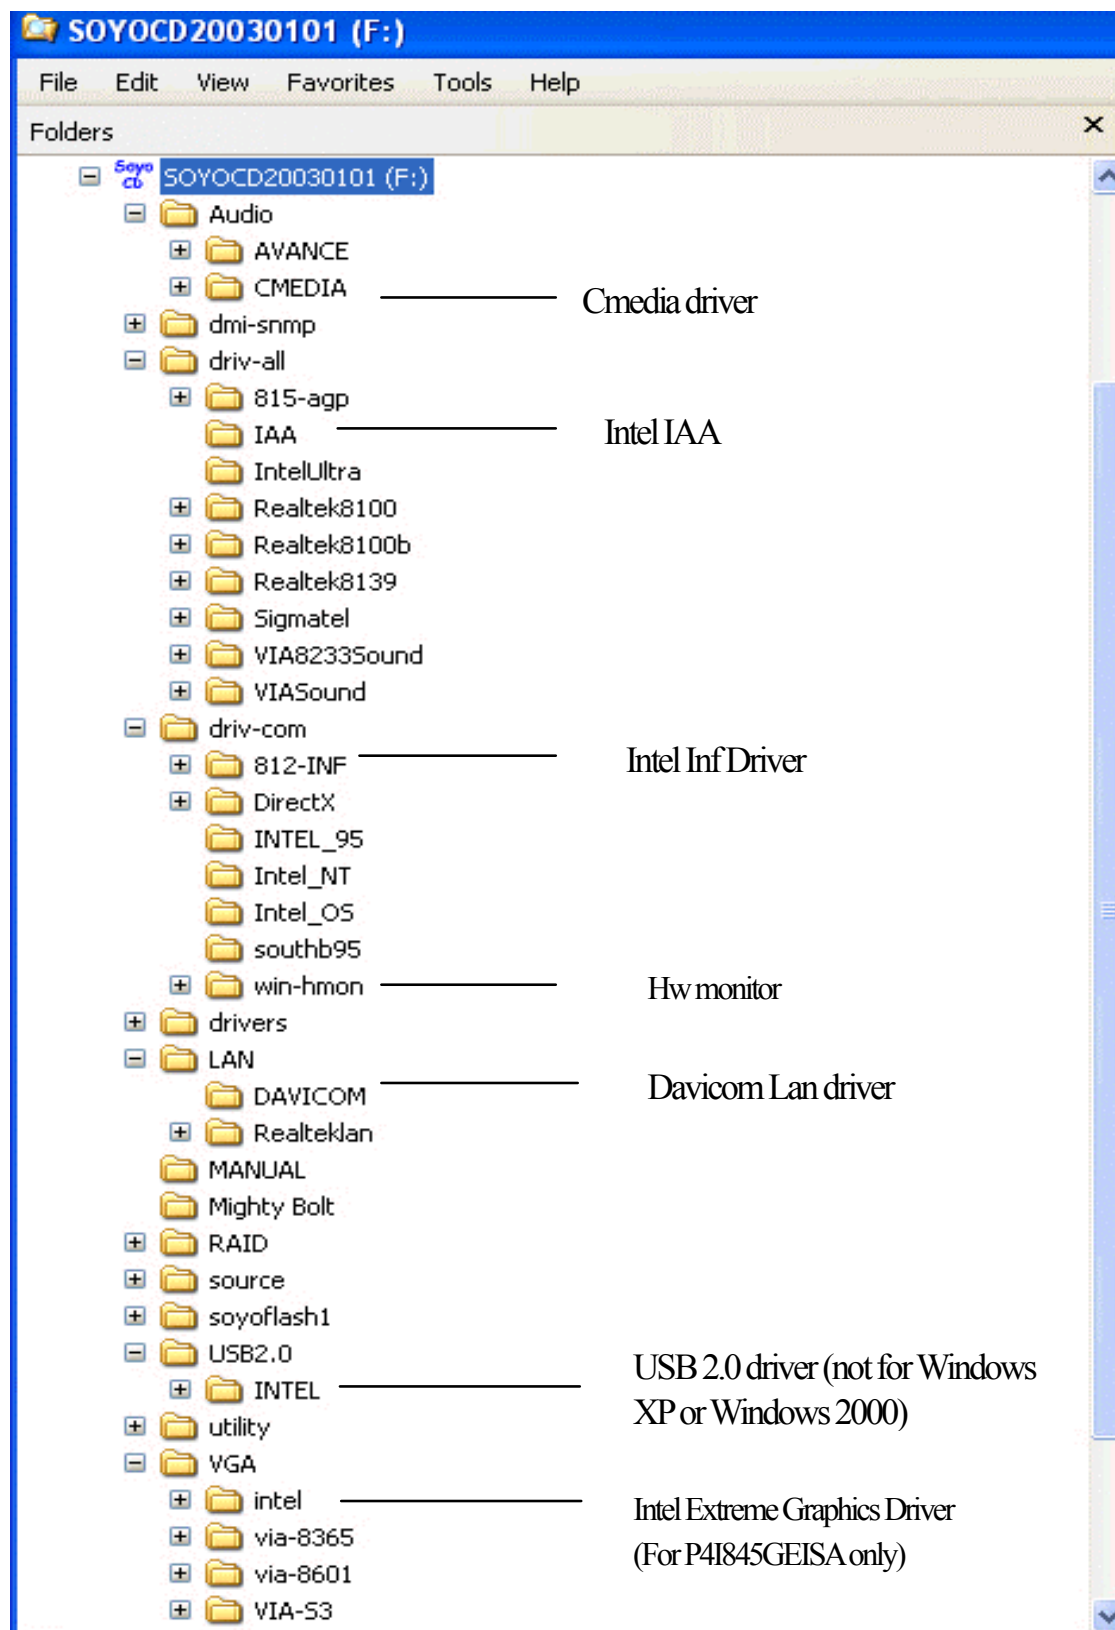 SOYOCD20030101 (F:)
File Edit View Favorites Tools Help
Folders
Soyo CD SOYOCD20030101 (F:)
Audio
AVANCE
CMEDIA Cmedia driver
dmi-snmp
driv-all
815-agp
IAA Intel IAA
IntelUltra
Realtek8100
Realtek8100b
Realtek8139
Sigmatel
VIA8233Sound
VIASound
driv-com
812-INF Intel Inf Driver
DirectX
INTEL_95
Intel_NT
Intel_OS
southb95
win-hmon Hw monitor
drivers
LAN
DAVICOM Davicom Lan driver
Realteklan
MANUAL
Mighty Bolt
RAID
source
soyoflash1
USB2.0
INTEL USB 2.0 driver (not for Windows
XP or Windows 2000)
utility
VGA
intel Intel Extreme Graphics Driver
via-8365 (For P4I845GEISA only)
via-8601
VIA-S3